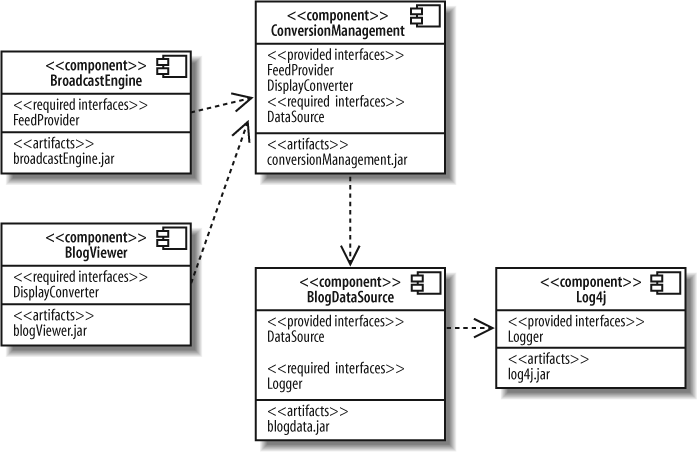 <<component>>
BroadcastEngine
<<required interfaces>>
FeedProvider
<<artifacts>>
broadcastEngine.jar
<<component>>
ConversionManagement
<<provided interfaces>>
FeedProvider
DisplayConverter
<<required interfaces>>
DataSource
<<artifacts>>
conversionManagement.jar
<<component>>
BlogViewer
<<required interfaces>>
DisplayConverter
<<artifacts>>
blogViewer.jar
<<component>>
BlogDataSource
<<provided interfaces>>
DataSource
<<required interfaces>>
Logger
<<artifacts>>
blogdata.jar
<<component>>
Log4j
<<provided interfaces>>
Logger
<<artifacts>>
log4j.jar